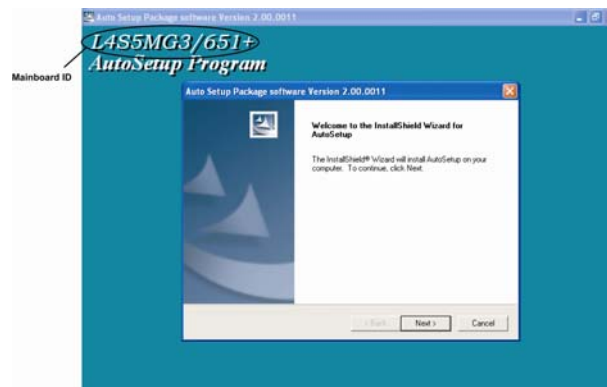 Auto Setup Package software Version 2.00.0011
L4S5MG3/651+
AutoSetup Program
Mainboard ID
Auto Setup Package software Version 2.00.0011
Welcome to the InstallShield Wizard for
AutoSetup
The InstallShield® Wizard will install AutoSetup on your
computer. To continue, click Next.
< Back
Next >
Cancel